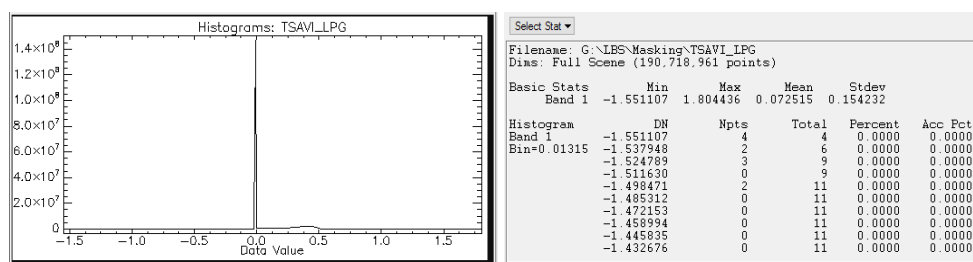 Histograms: TSAVI_LPG
1.4×10⁸
1.2×10⁸
1.0×10⁸
8.0×10⁷
6.0×10⁷
4.0×10⁷
2.0×10⁷
0
-1.5 -1.0 -0.5 0.0 0.5 1.0 1.5
Data Value
Select Stat
Filename: G:\LBS\Masking\TSAVI_LPG
Dims: Full Scene (190,718,961 points)
Basic Stats Min Max Mean Stdev
Band 1 -1.551107 1.804436 0.072515 0.154232
Histogram DN Npts Total Percent Acc Pct
Band 1 -1.551107 4 4 0.0000 0.0000
Bin=0.01315 -1.537948 2 6 0.0000 0.0000
-1.524789 3 9 0.0000 0.0000
-1.511630 0 9 0.0000 0.0000
-1.498471 2 11 0.0000 0.0000
-1.485312 0 11 0.0000 0.0000
-1.472153 0 11 0.0000 0.0000
-1.458994 0 11 0.0000 0.0000
-1.445835 0 11 0.0000 0.0000
-1.432676 0 11 0.0000 0.0000